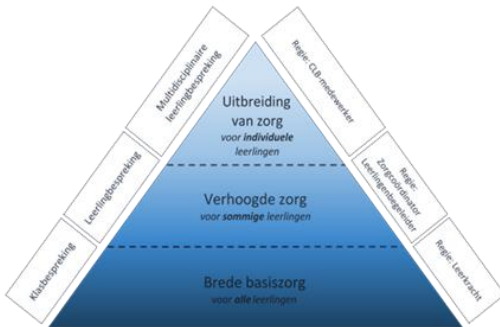 Multidisciplinaire
leerlingbespreking
Regie: CLB-medewerker
Uitbreiding
van zorg
voor individuele
leerlingen
Leerlingbespreking
Regie:
Zorgcoördinator
Leerlingenbegeleider
Verhoogde zorg
voor sommige leerlingen
Klasbespreking
Regie: Leerkracht
Brede basiszorg
voor alle leerlingen